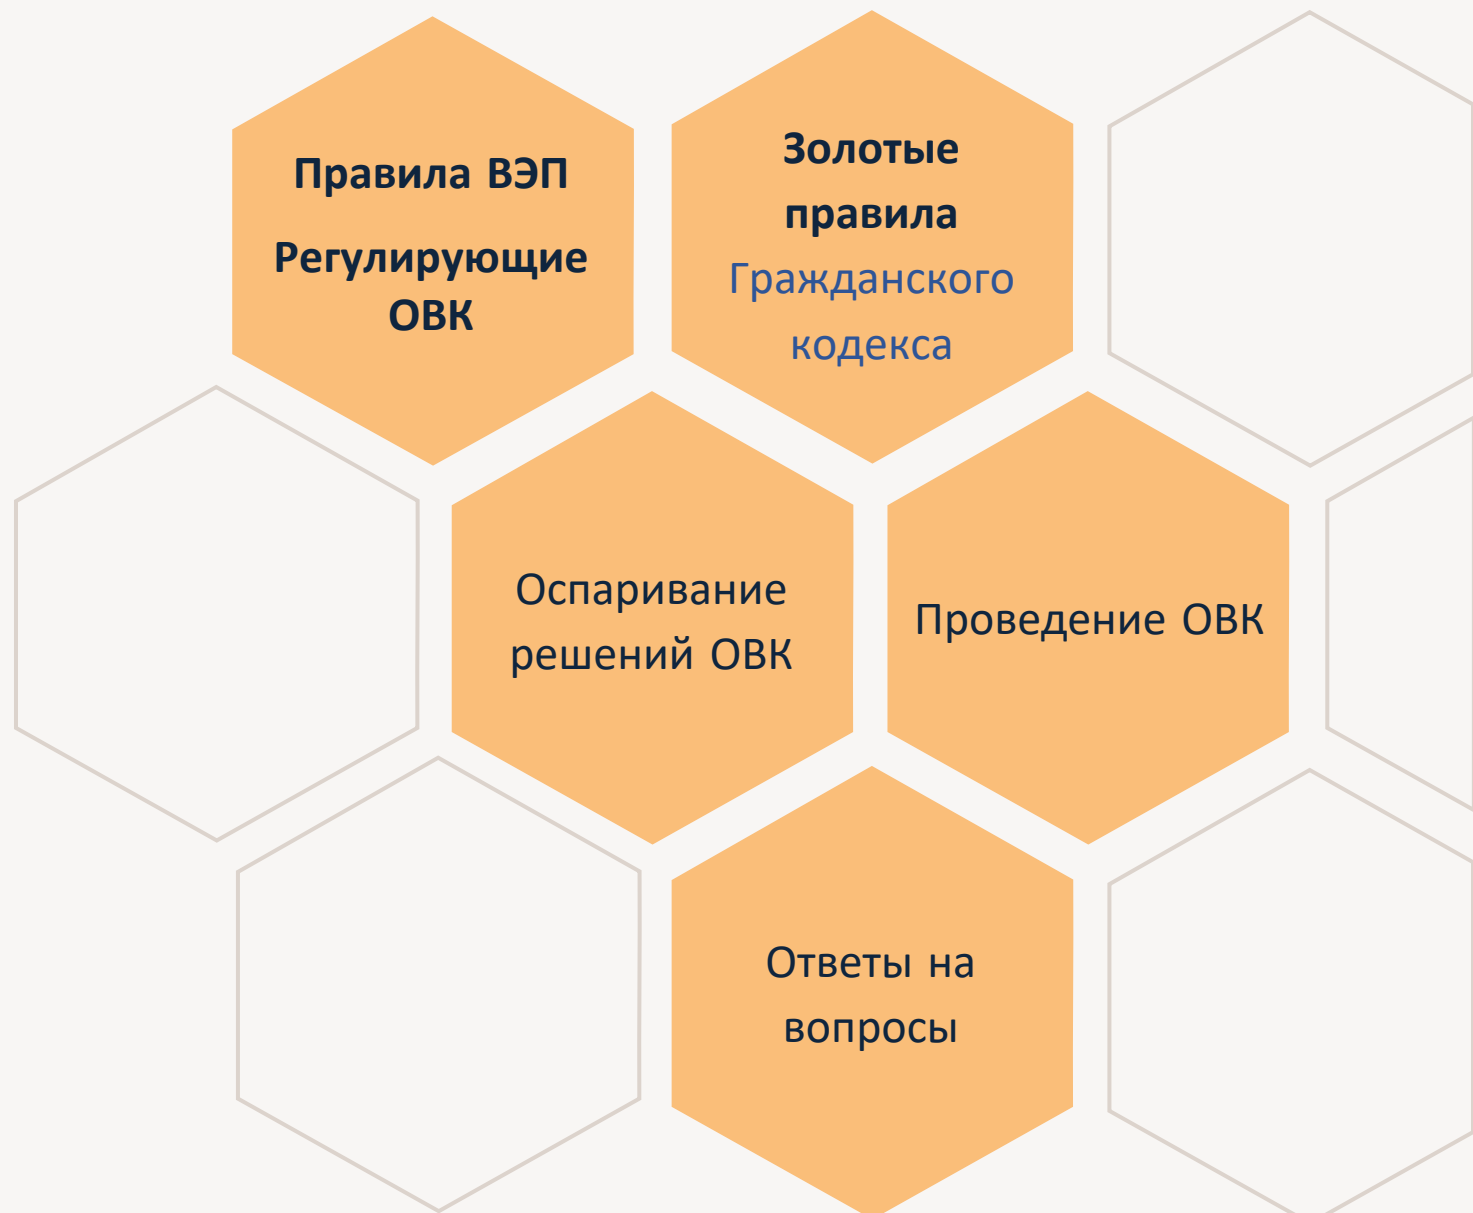 Правила ВЭП
Регулирующие
ОВК
Золотые
правила
Гражданского
кодекса
Оспаривание
решений ОВК
Проведение ОВК
Ответы на
вопросы